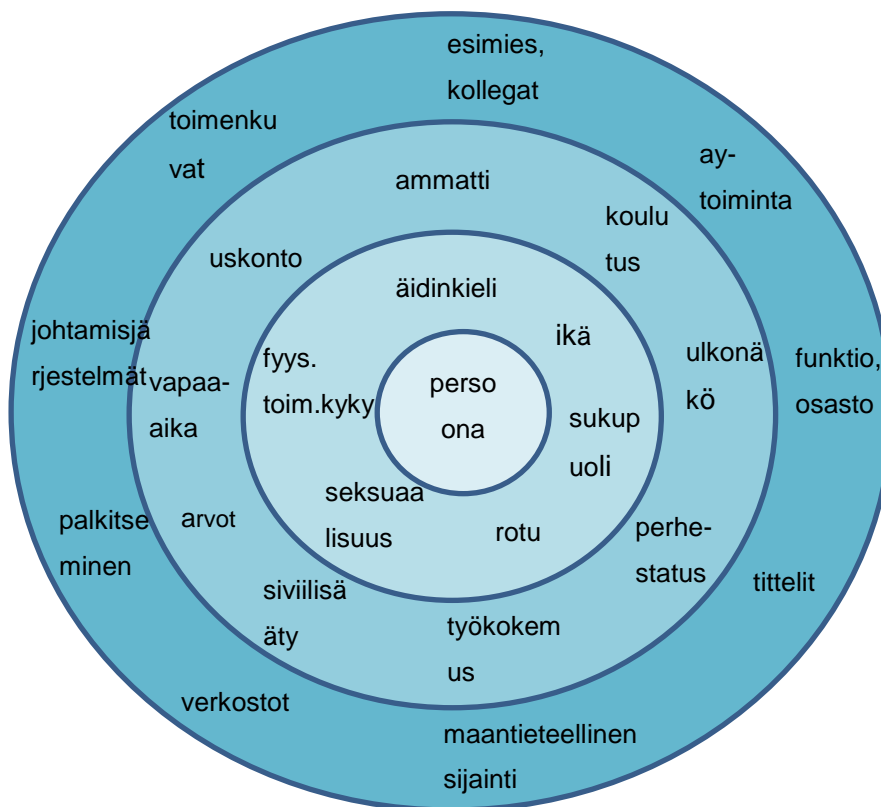 esimies,
kollegat
toimenku
vat
ay-
toiminta
ammatti
koulu
tus
uskonto
äidinkieli
ikä
johtamisjä
rjestelmät
fyys.
toim.kyky
vapaa-
aika
perso
ona
ulkonä
kö
funktio,
osasto
sukup
uoli
seksuaa
lisuus
rotu
palkitse
minen
arvot
perhe-
status
tittelit
siviilisä
äty
työkokem
us
verkostot
maantieteellinen
sijainti